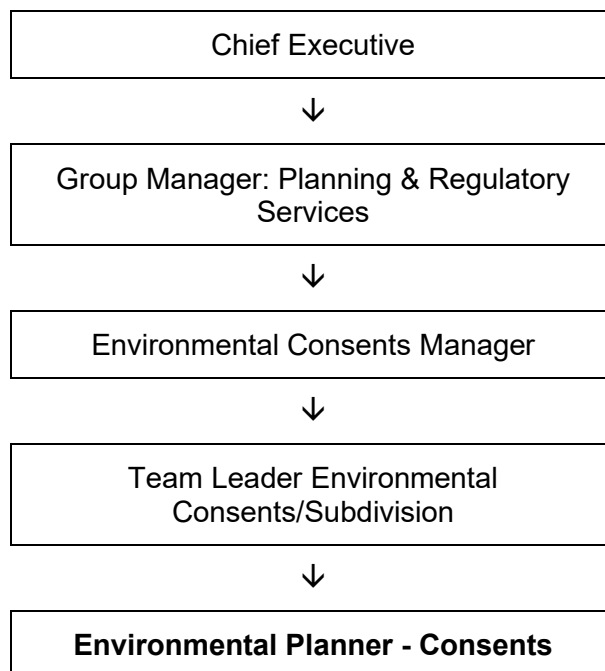 Chief Executive
↓
Group Manager: Planning & Regulatory
Services
↓
Environmental Consents Manager
↓
Team Leader Environmental
Consents/Subdivision
↓
Environmental Planner - Consents